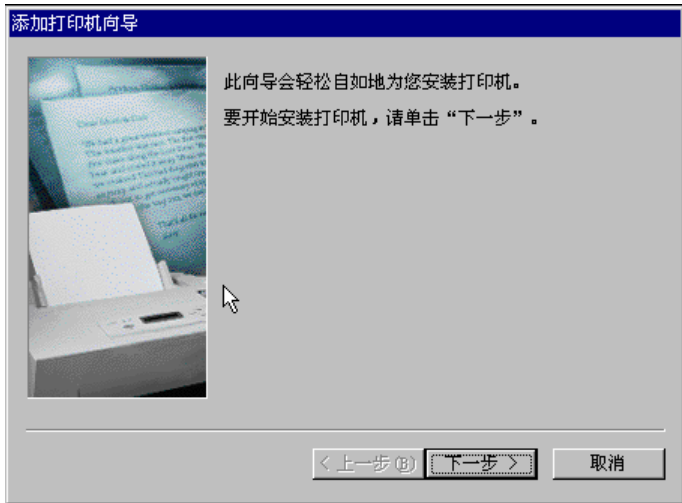 添加打印机向导
此向导会轻松自如地为您安装打印机。
要开始安装打印机，请单击“下一步”。
< 上一步(B)
下一步 >
取消